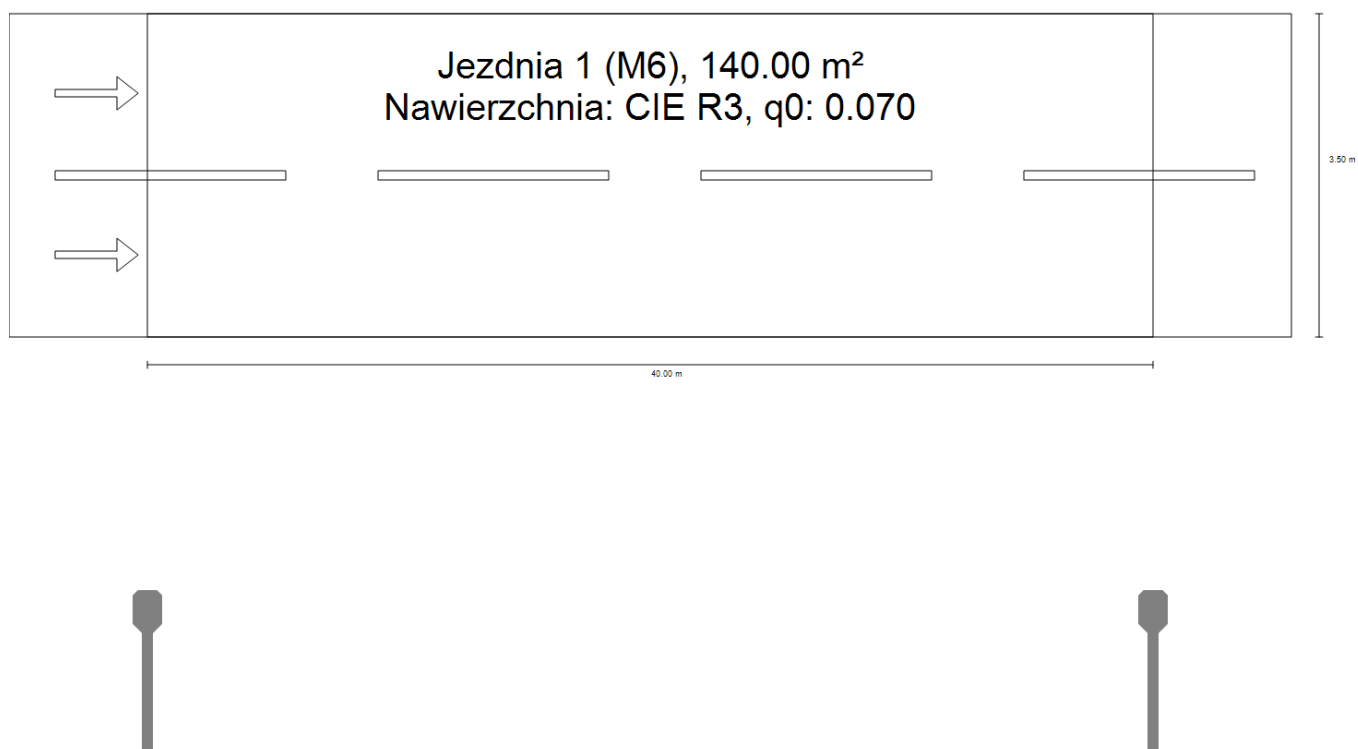 Jezdnia 1 (M6), 140.00 m²
Nawierzchnia: CIE R3, q0: 0.070
3.50 m
40.00 m